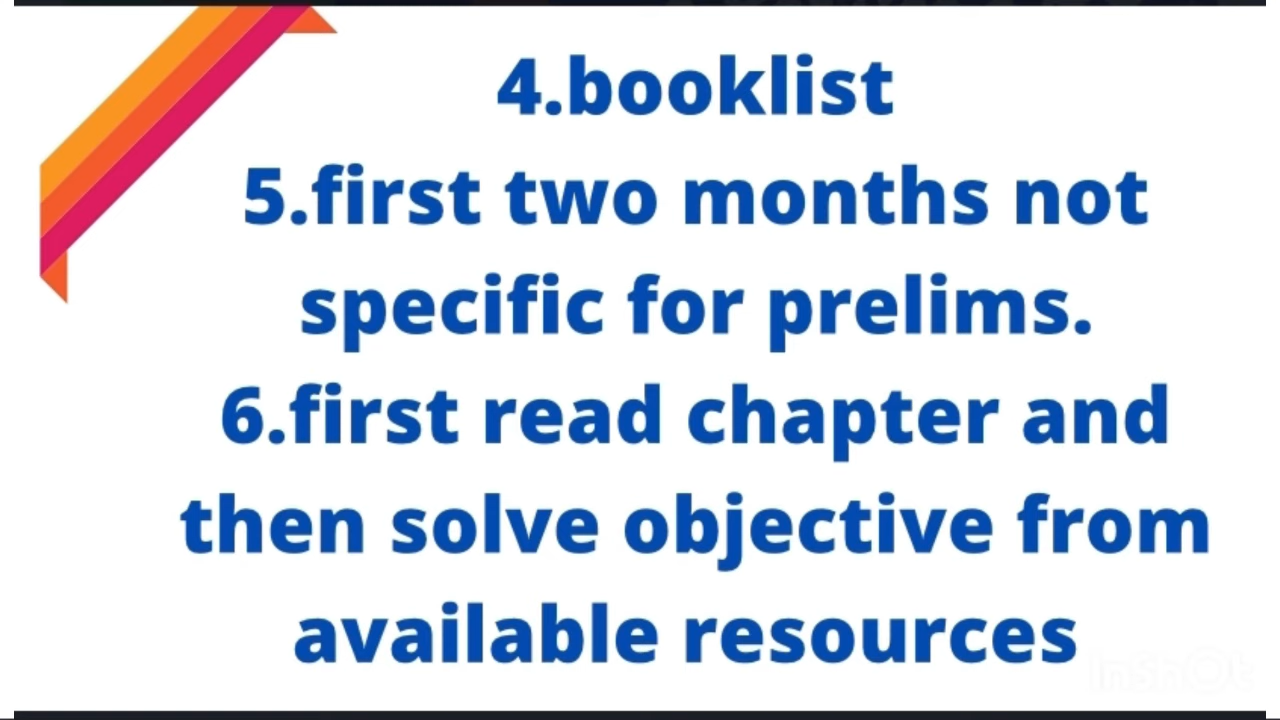 4.booklist
5.first two months not
specific for prelims.
6.first read chapter and
then solve objective from
available resources
InShOt